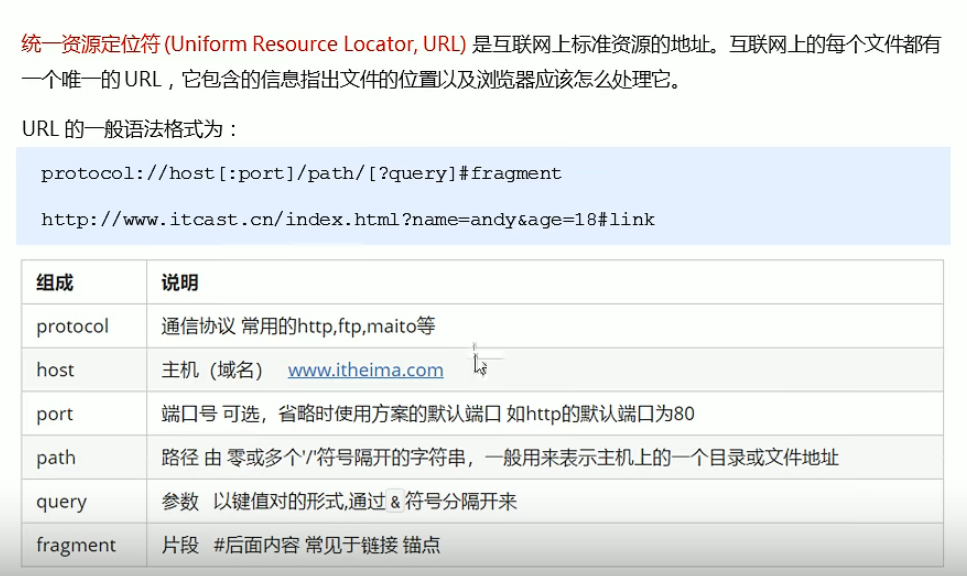 统一资源定位符 (Uniform Resource Locator, URL) 是互联网上标准资源的地址。互联网上的每个文件都有
一个唯一的 URL，它包含的信息指出文件的位置以及浏览器应该怎么处理它。
URL 的一般语法格式为：
protocol://host[:port]/path/[?query]#fragment
http://www.itcast.cn/index.html?name=andy&age=18#link
组成 说明
protocol 通信协议 常用的http,ftp,maito等
host 主机（域名） www.itheima.com
port 端口号 可选，省略时使用方案的默认端口 如http的默认端口为80
path 路径 由 零或多个'/'符号隔开的字符串，一般用来表示主机上的一个目录或文件地址
query 参数 以键值对的形式,通过 & 符号分隔开来
fragment 片段 #后面内容 常见于链接 锚点